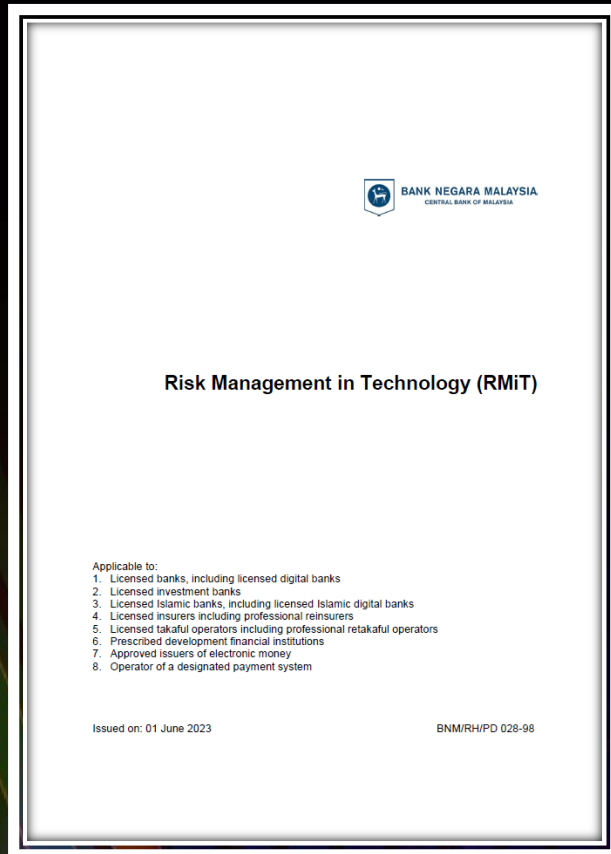 BANK NEGARA MALAYSIA
CENTRAL BANK OF MALAYSIA
Risk Management in Technology (RMiT)
Applicable to:
1. Licensed banks, including licensed digital banks
2. Licensed investment banks
3. Licensed Islamic banks, including licensed Islamic digital banks
4. Licensed insurers including professional reinsurers
5. Licensed takaful operators including professional retakaful operators
6. Prescribed development financial institutions
7. Approved issuers of electronic money
8. Operator of a designated payment system
Issued on: 01 June 2023 BNM/RH/PD 028-98